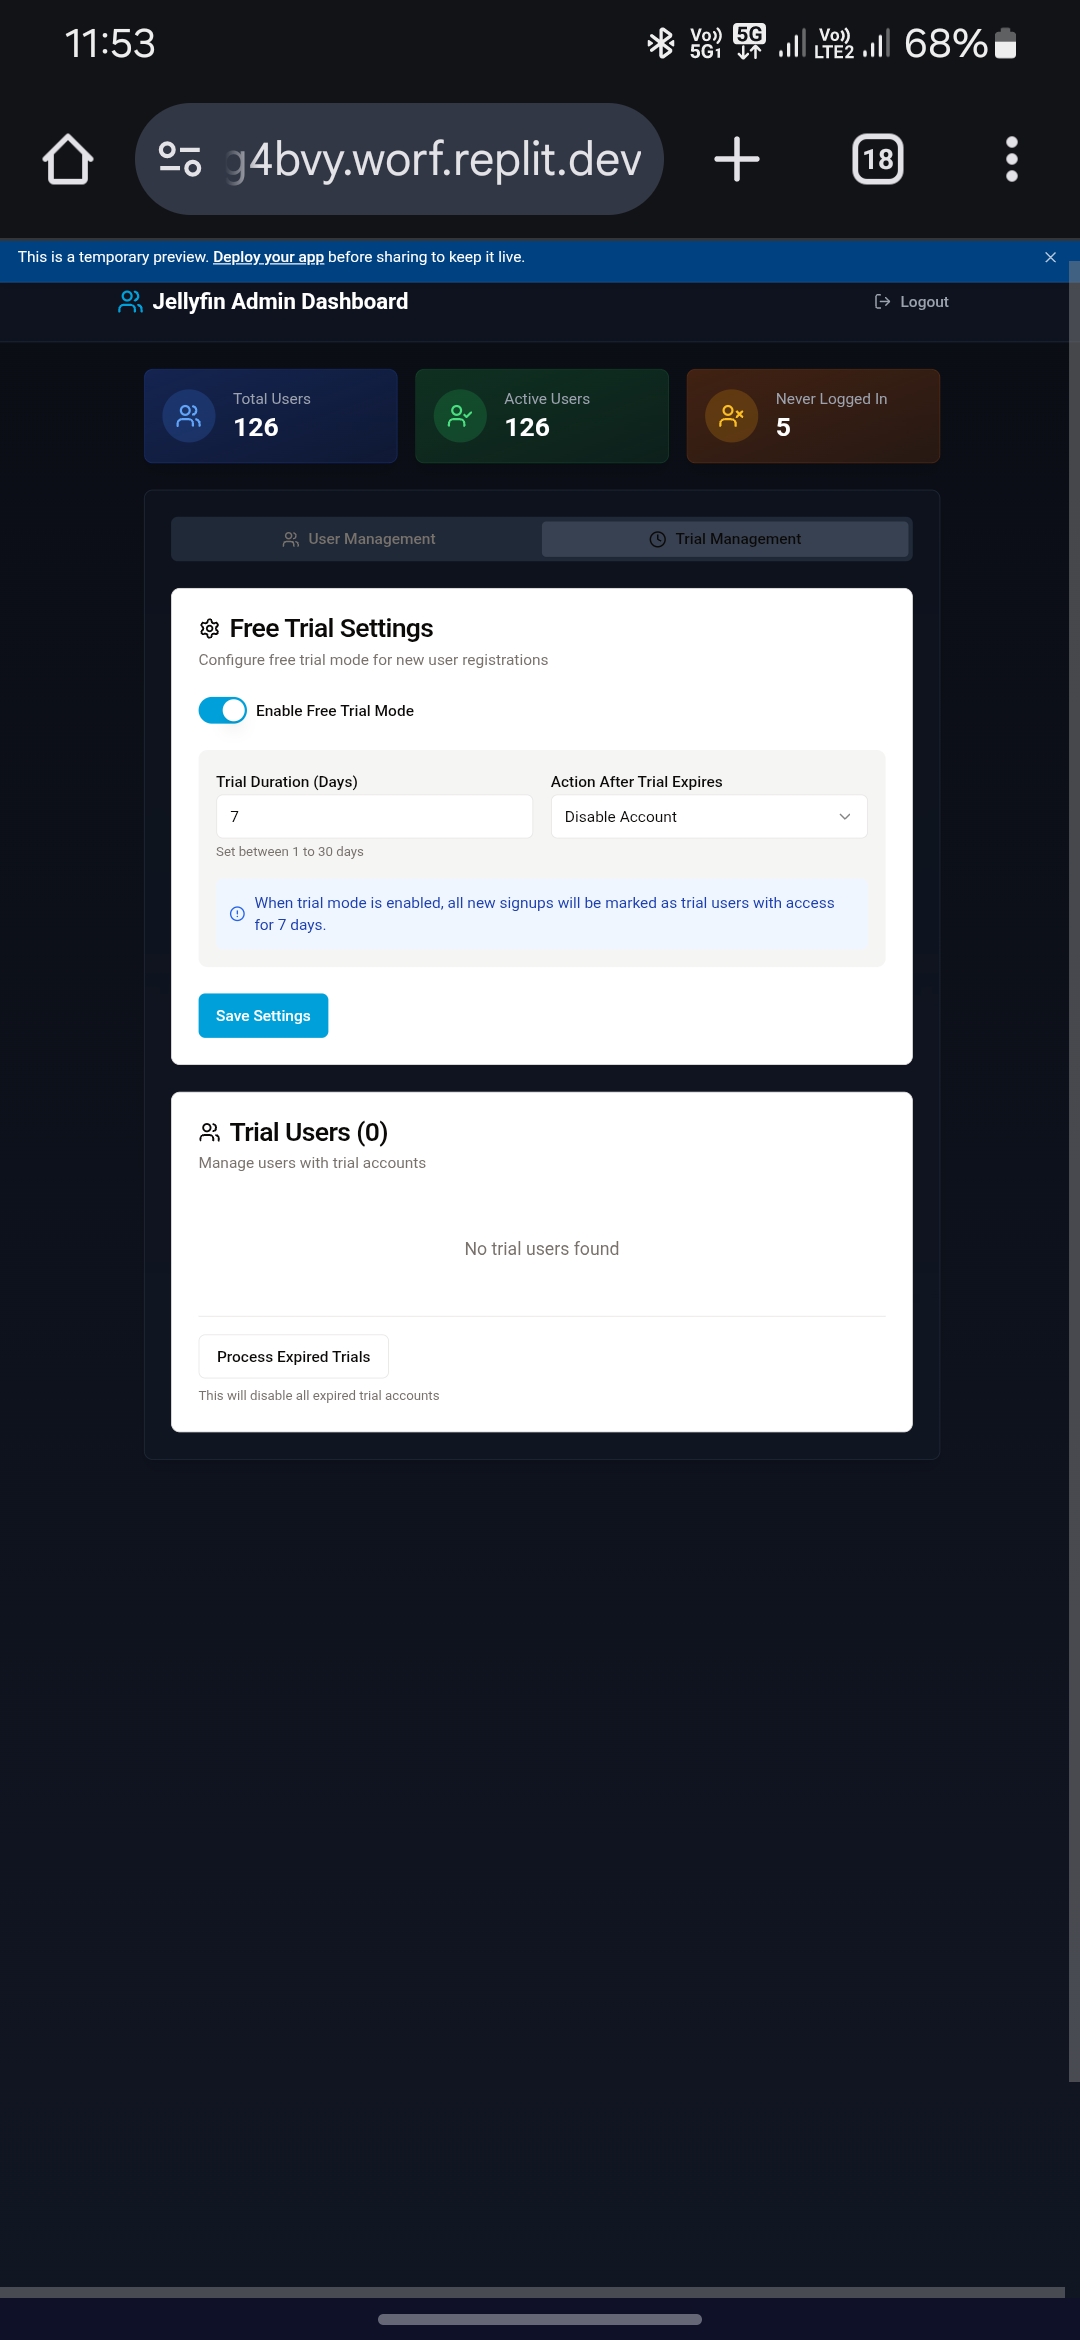 11:53
Vo)) 5G1
5G
Vo)) LTE2
68%
g4bvy.worf.replit.dev
18
This is a temporary preview. Deploy your app before sharing to keep it live.
Jellyfin Admin Dashboard
Logout
Total Users
126
Active Users
126
Never Logged In
5
User Management
Trial Management
Free Trial Settings
Configure free trial mode for new user registrations
Enable Free Trial Mode
Trial Duration (Days)
Action After Trial Expires
7
Disable Account
Set between 1 to 30 days
When trial mode is enabled, all new signups will be marked as trial users with access
for 7 days.
Save Settings
Trial Users (0)
Manage users with trial accounts
No trial users found
Process Expired Trials
This will disable all expired trial accounts